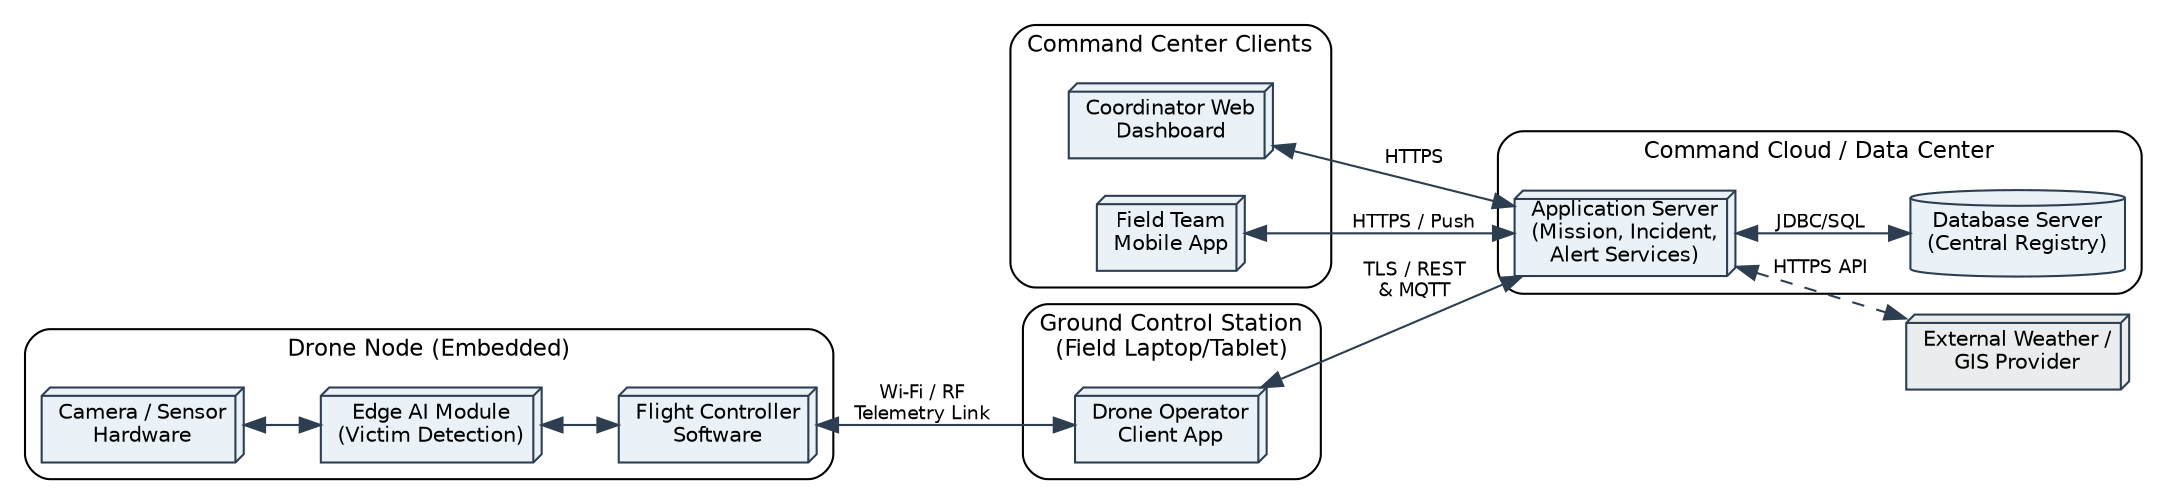 Command Center Clients
Coordinator Web
Dashboard
Field Team
Mobile App
HTTPS
HTTPS / Push
TLS / REST
& MQTT
Command Cloud / Data Center
Application Server
(Mission, Incident,
Alert Services)
JDBC/SQL
HTTPS API
Database Server
(Central Registry)
External Weather /
GIS Provider
Drone Node (Embedded)
Camera / Sensor
Hardware
Edge AI Module
(Victim Detection)
Flight Controller
Software
Wi-Fi / RF
Telemetry Link
Ground Control Station
(Field Laptop/Tablet)
Drone Operator
Client App